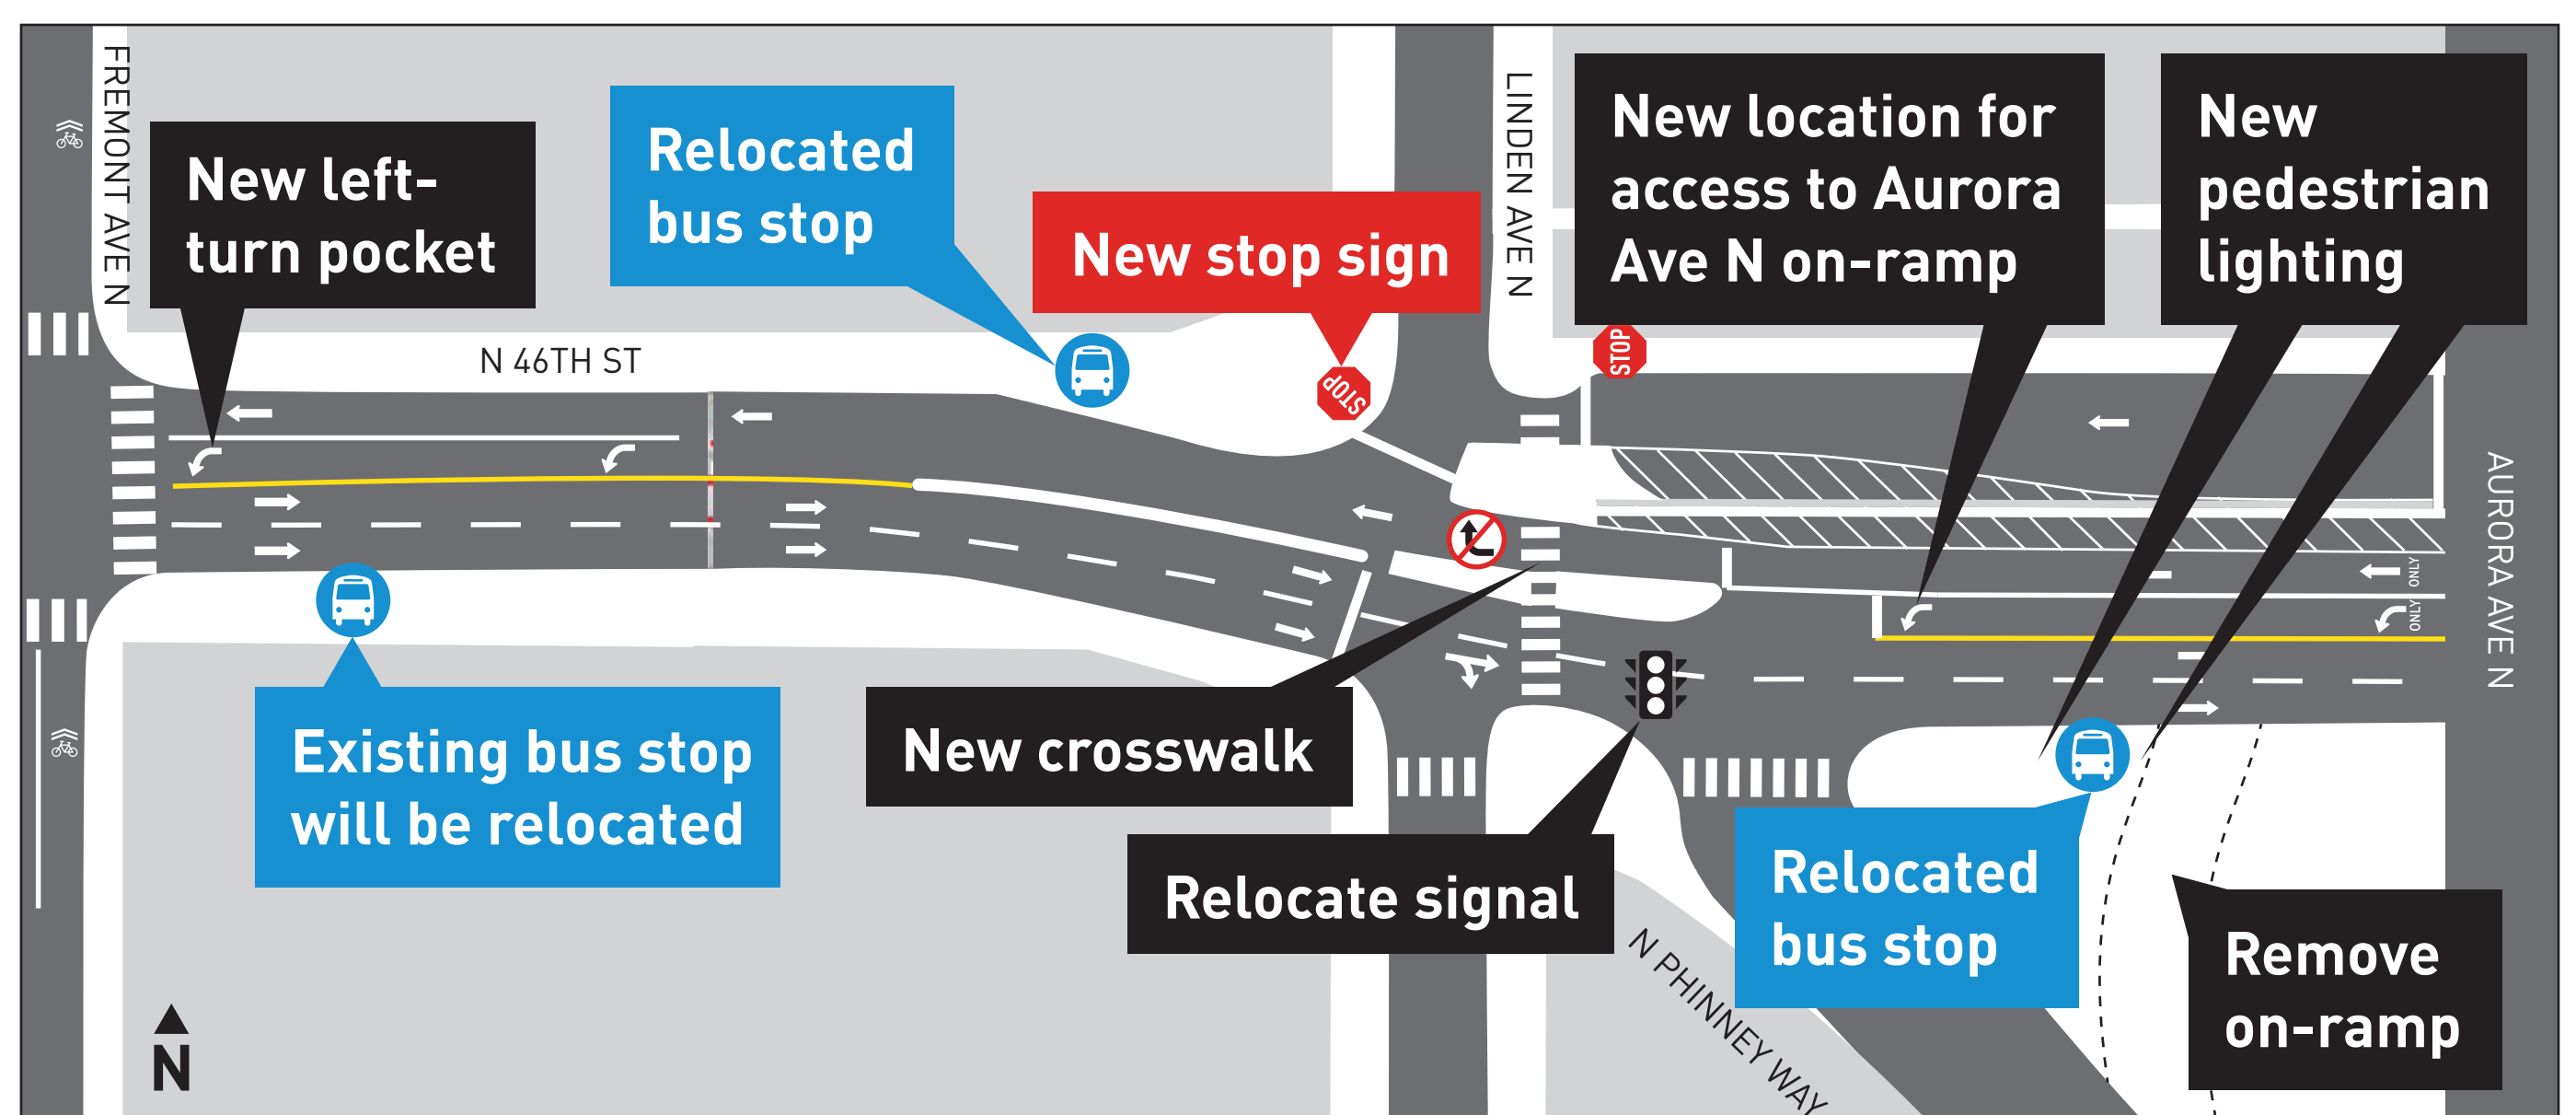 FREMONT AVE N
New left-
turn pocket
Relocated
bus stop
New stop sign
LINDEN AVE N
New location for
access to Aurora
Ave N on-ramp
New
pedestrian
lighting
N 46TH ST
STOP
STOP
AURORA AVE N
ONLY
ONLY
Existing bus stop
will be relocated
New crosswalk
Relocate signal
N PHINNEY WAY
Relocated
bus stop
Remove
on-ramp
N